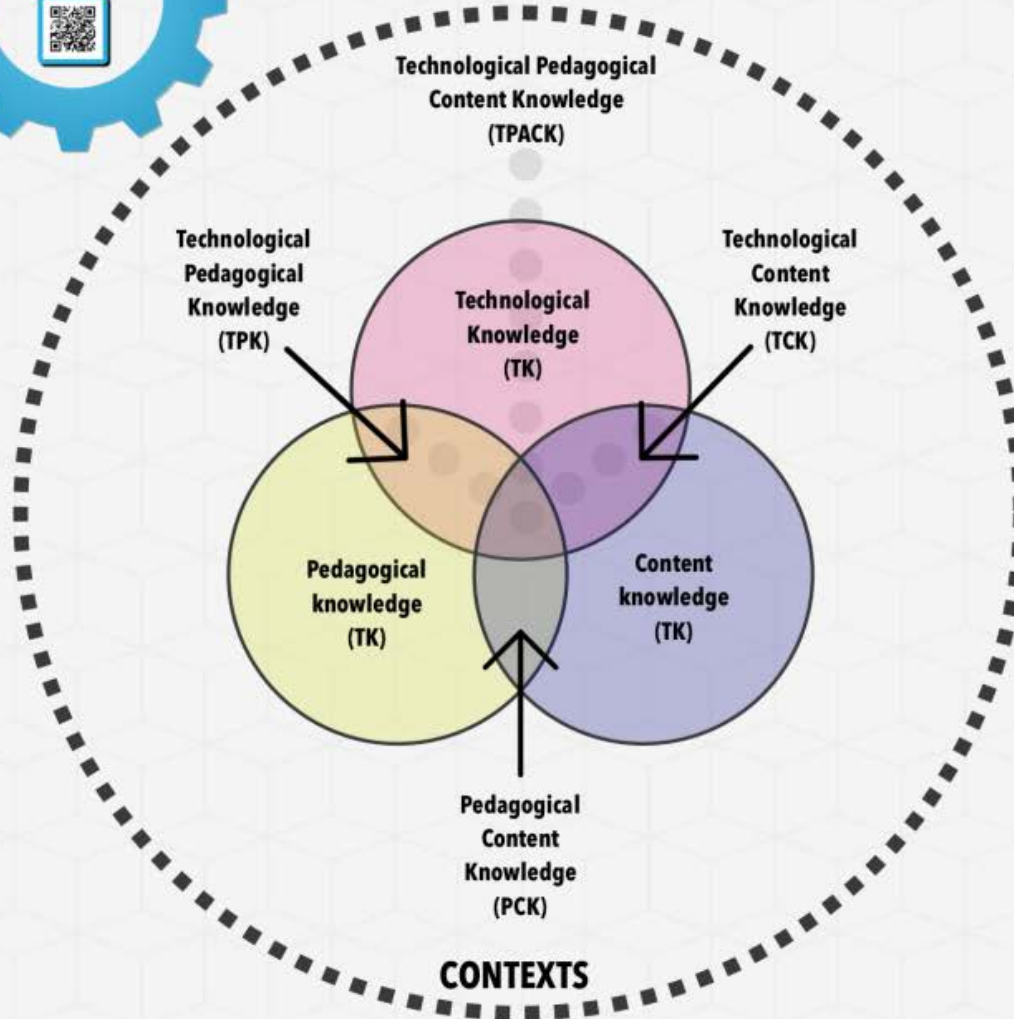 Technological Pedagogical
Content Knowledge
(TPACK)
Technological
Pedagogical
Knowledge
(TPK)
Technological
Content
Knowledge
(TCK)
Technological
Knowledge
(TK)
Pedagogical
knowledge
(TK)
Content
knowledge
(TK)
Pedagogical
Content
Knowledge
(PCK)
CONTEXTS